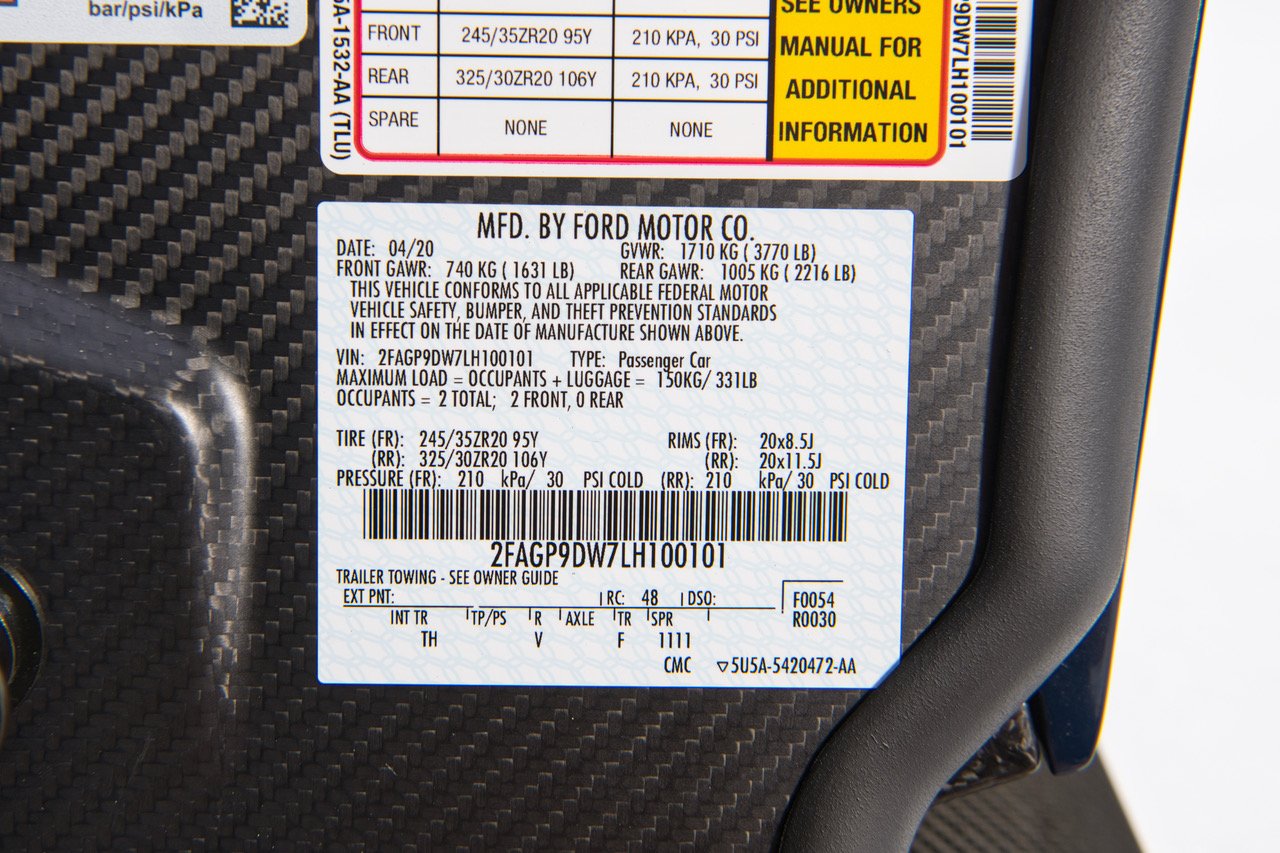 bar/psi/kPa
5A-1532-AA (TLU)
FRONT 245/35ZR20 95Y 210 KPA, 30 PSI
REAR 325/30ZR20 106Y 210 KPA, 30 PSI
SPARE NONE NONE
SEE OWNERS
MANUAL FOR
ADDITIONAL
INFORMATION
9DW7LH100101
MFD. BY FORD MOTOR CO.
DATE: 04/20 GVWR: 1710 KG ( 3770 LB)
FRONT GAWR: 740 KG ( 1631 LB) REAR GAWR: 1005 KG ( 2216 LB)
THIS VEHICLE CONFORMS TO ALL APPLICABLE FEDERAL MOTOR
VEHICLE SAFETY, BUMPER, AND THEFT PREVENTION STANDARDS
IN EFFECT ON THE DATE OF MANUFACTURE SHOWN ABOVE.
VIN: 2FAGP9DW7LH100101 TYPE: Passenger Car
MAXIMUM LOAD = OCCUPANTS + LUGGAGE = 150KG/ 331LB
OCCUPANTS = 2 TOTAL; 2 FRONT, 0 REAR
TIRE (FR): 245/35ZR20 95Y RIMS (FR): 20x8.5J
(RR): 325/30ZR20 106Y (RR): 20x11.5J
PRESSURE (FR): 210 kPa/ 30 PSI COLD (RR): 210 kPa/ 30 PSI COLD
2FAGP9DW7LH100101
TRAILER TOWING - SEE OWNER GUIDE
EXT PNT: RC: 48 DSO: F0054
R0030
INT TR TP/PS R AXLE TR SPR
TH V F 1111
CMC ▽5U5A-5420472-AA